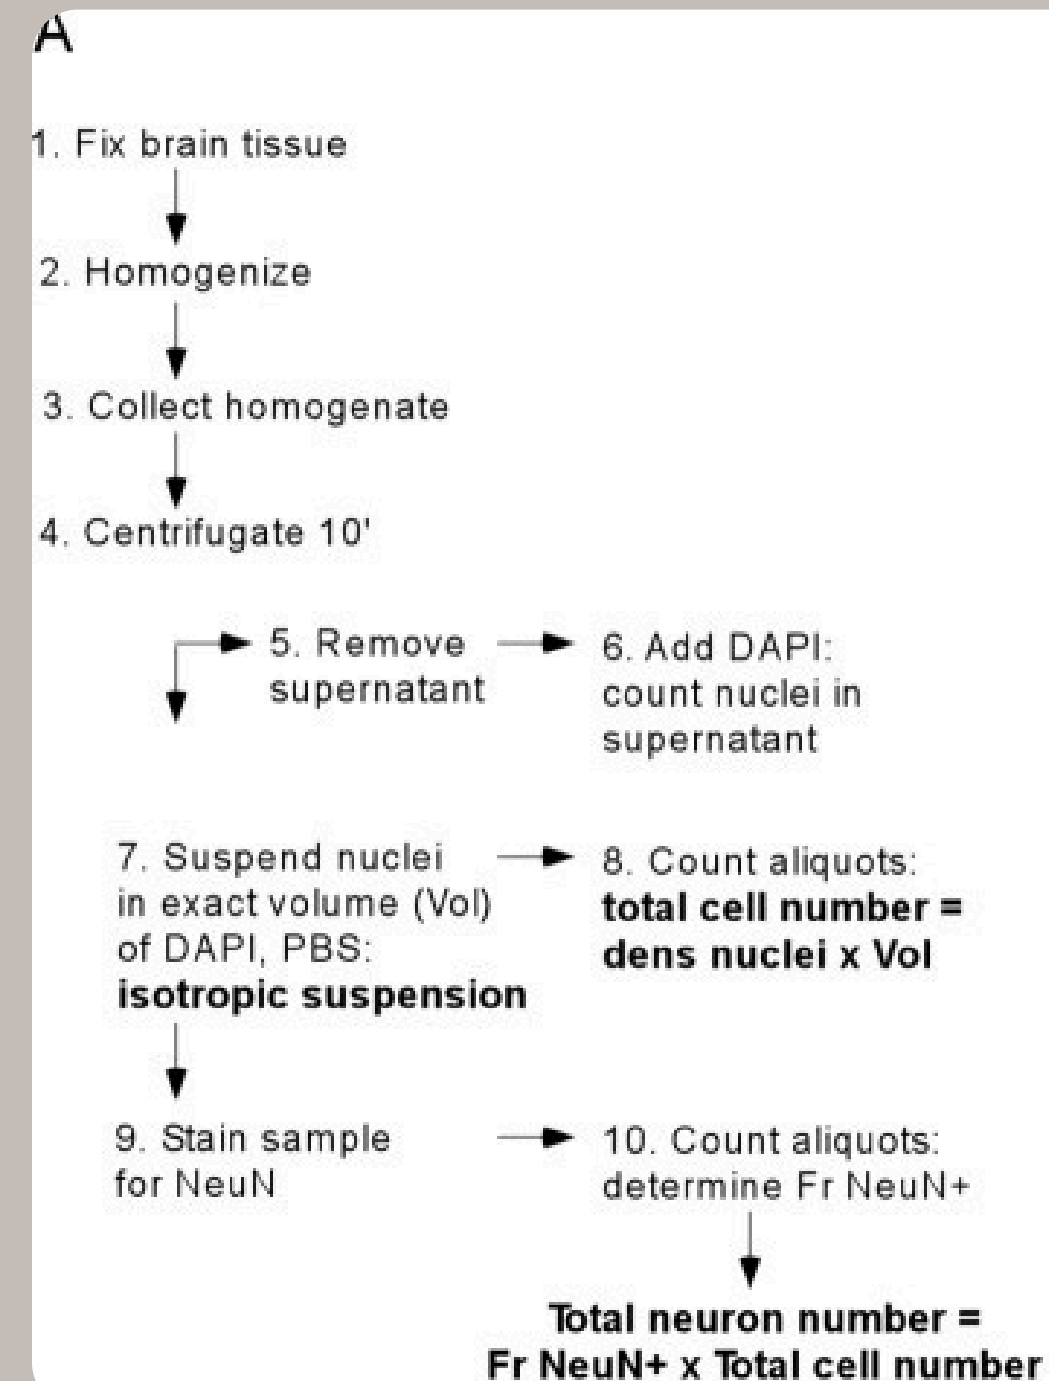 A
1. Fix brain tissue
2. Homogenize
3. Collect homogenate
4. Centrifugate 10'
5. Remove
supernatant
6. Add DAPI:
count nuclei in
supernatant
7. Suspend nuclei
in exact volume (Vol)
of DAPI, PBS:
isotropic suspension
8. Count aliquots:
total cell number =
dens nuclei x Vol
9. Stain sample
for NeuN
10. Count aliquots:
determine Fr NeuN+
Total neuron number =
Fr NeuN+ x Total cell number